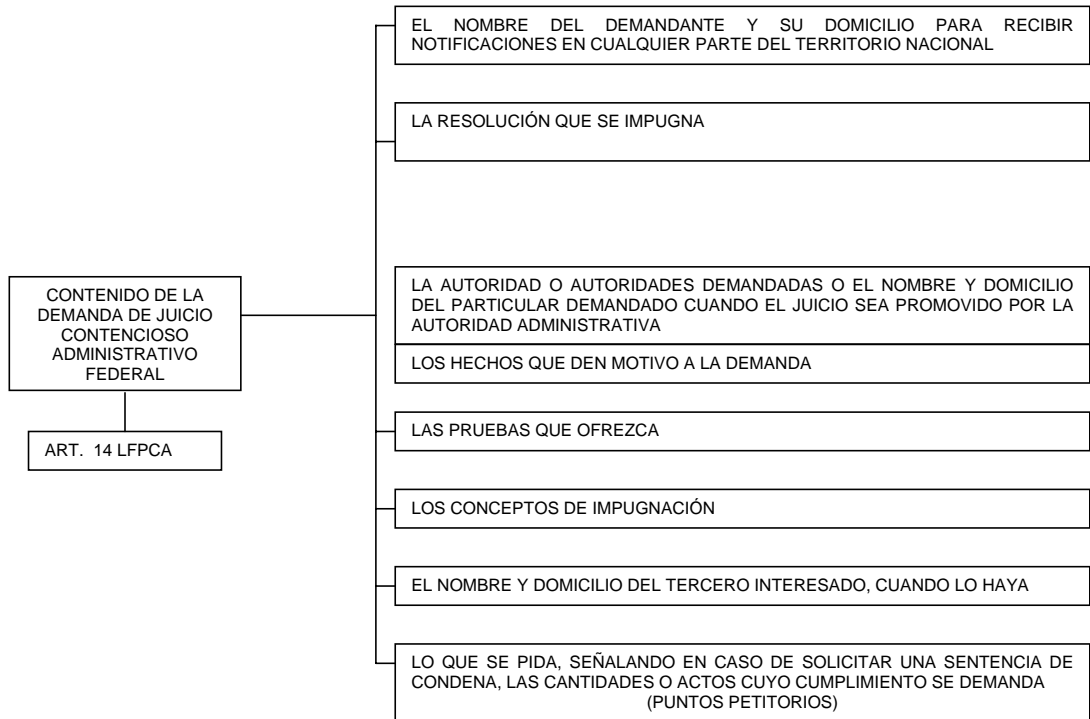 EL NOMBRE DEL DEMANDANTE Y SU DOMICILIO PARA RECIBIR
NOTIFICACIONES EN CUALQUIER PARTE DEL TERRITORIO NACIONAL
LA RESOLUCIÓN QUE SE IMPUGNA
CONTENIDO DE LA
DEMANDA DE JUICIO
CONTENCIOSO
ADMINISTRATIVO
FEDERAL
ART. 14 LFPCA
LA AUTORIDAD O AUTORIDADES DEMANDADAS O EL NOMBRE Y DOMICILIO
DEL PARTICULAR DEMANDADO CUANDO EL JUICIO SEA PROMOVIDO POR LA
AUTORIDAD ADMINISTRATIVA
LOS HECHOS QUE DEN MOTIVO A LA DEMANDA
LAS PRUEBAS QUE OFREZCA
LOS CONCEPTOS DE IMPUGNACIÓN
EL NOMBRE Y DOMICILIO DEL TERCERO INTERESADO, CUANDO LO HAYA
LO QUE SE PIDA, SEÑALANDO EN CASO DE SOLICITAR UNA SENTENCIA DE
CONDENA, LAS CANTIDADES O ACTOS CUYO CUMPLIMIENTO SE DEMANDA
(PUNTOS PETITORIOS)